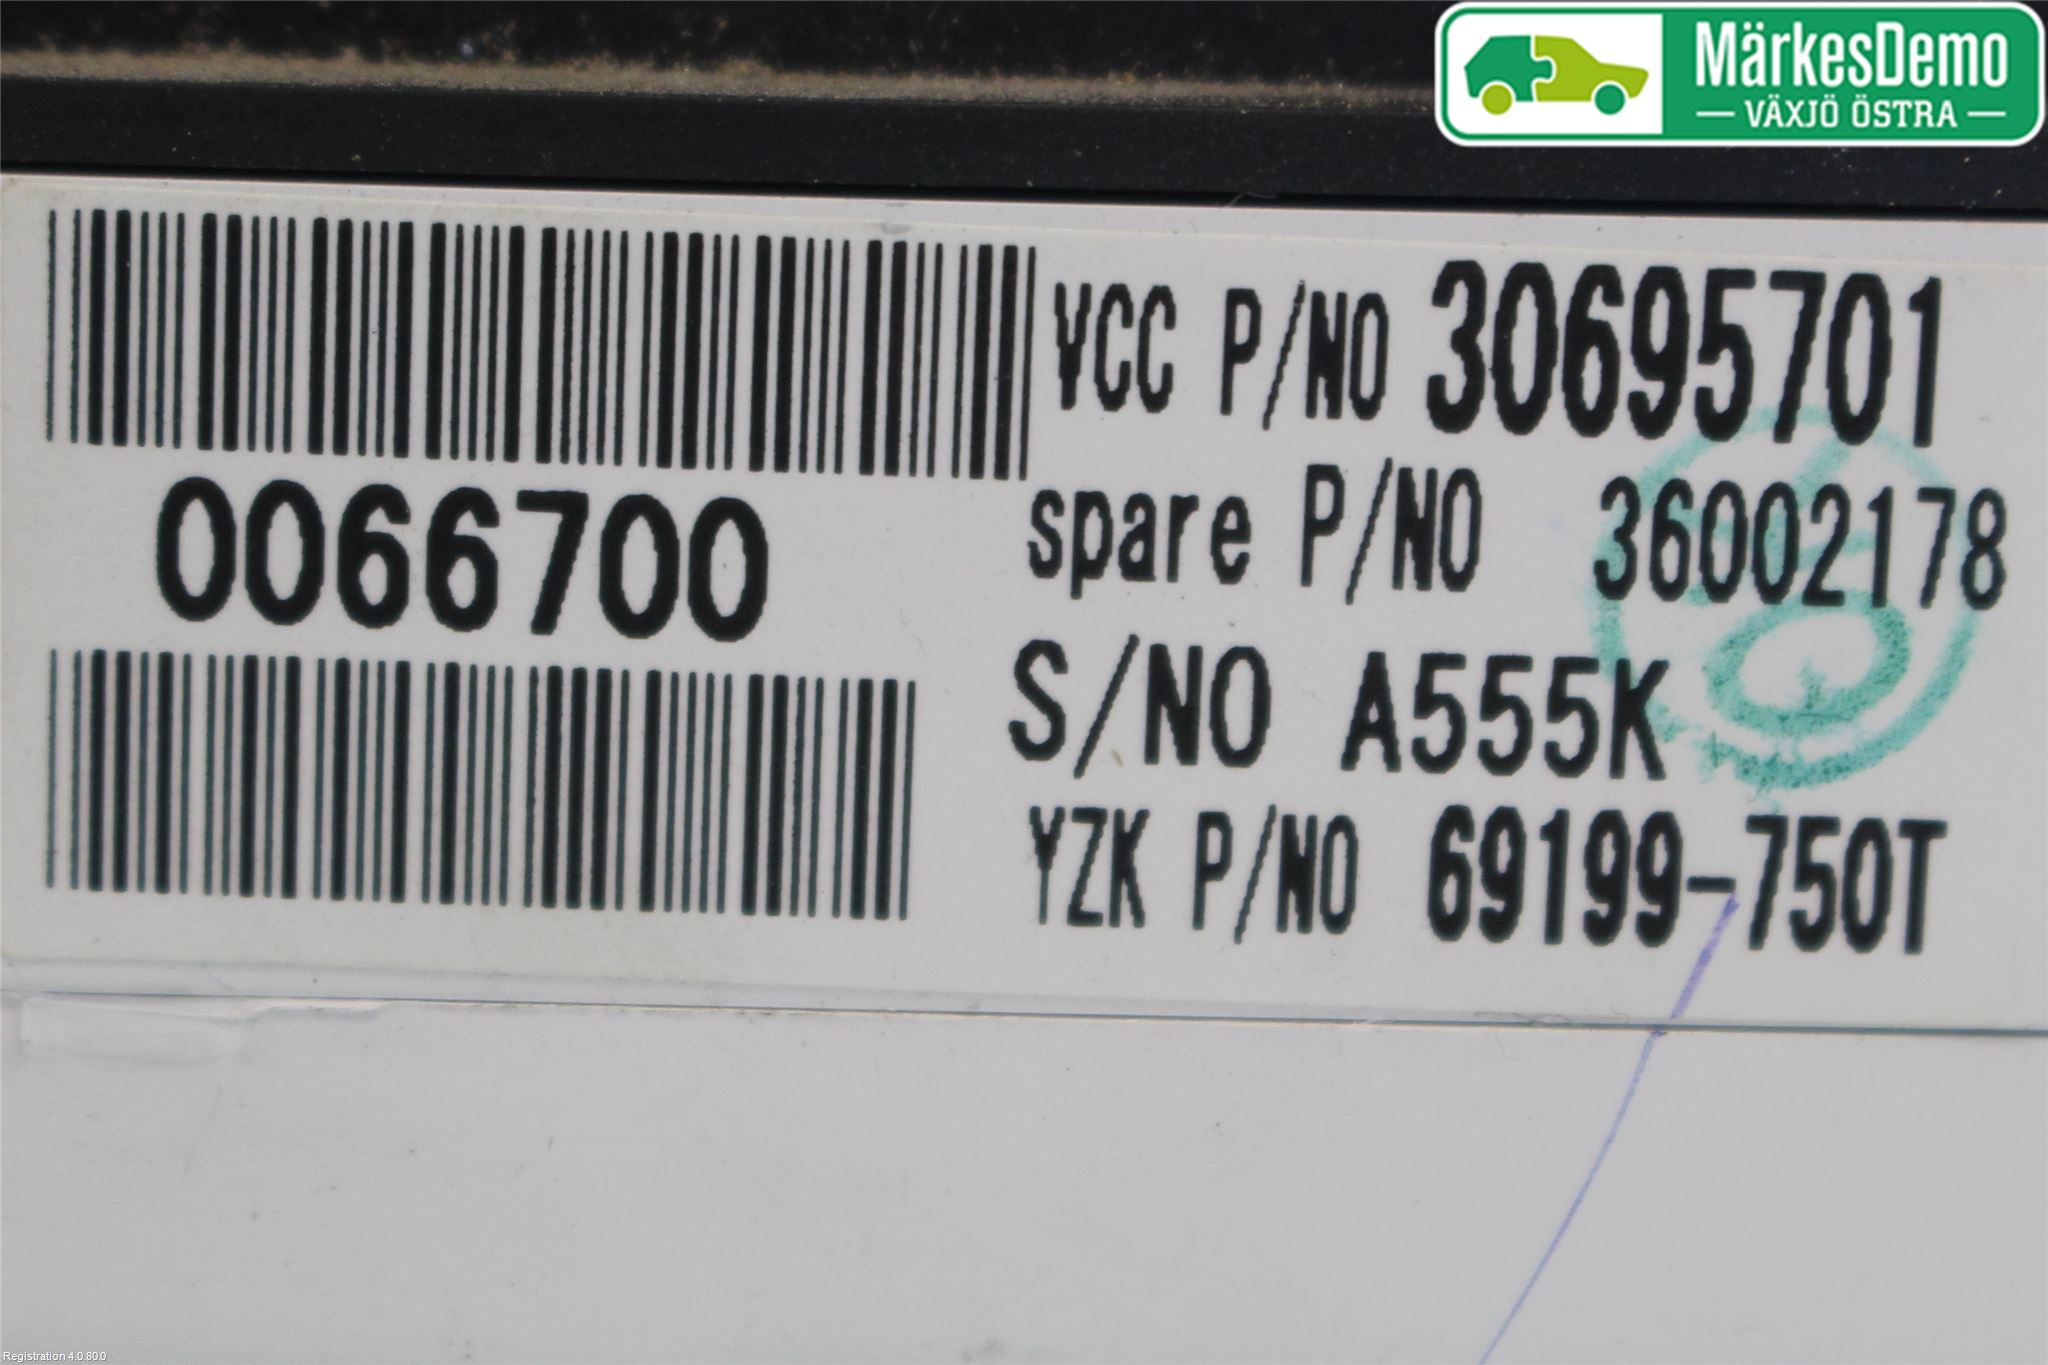 MärkesDemo
VÄXJÖ ÖSTRA
VCC P/NO 30695701
0066700
spare P/NO 36002178
S/NO A555K
YZK P/NO 69199-750T
Registration 4.0.80.0